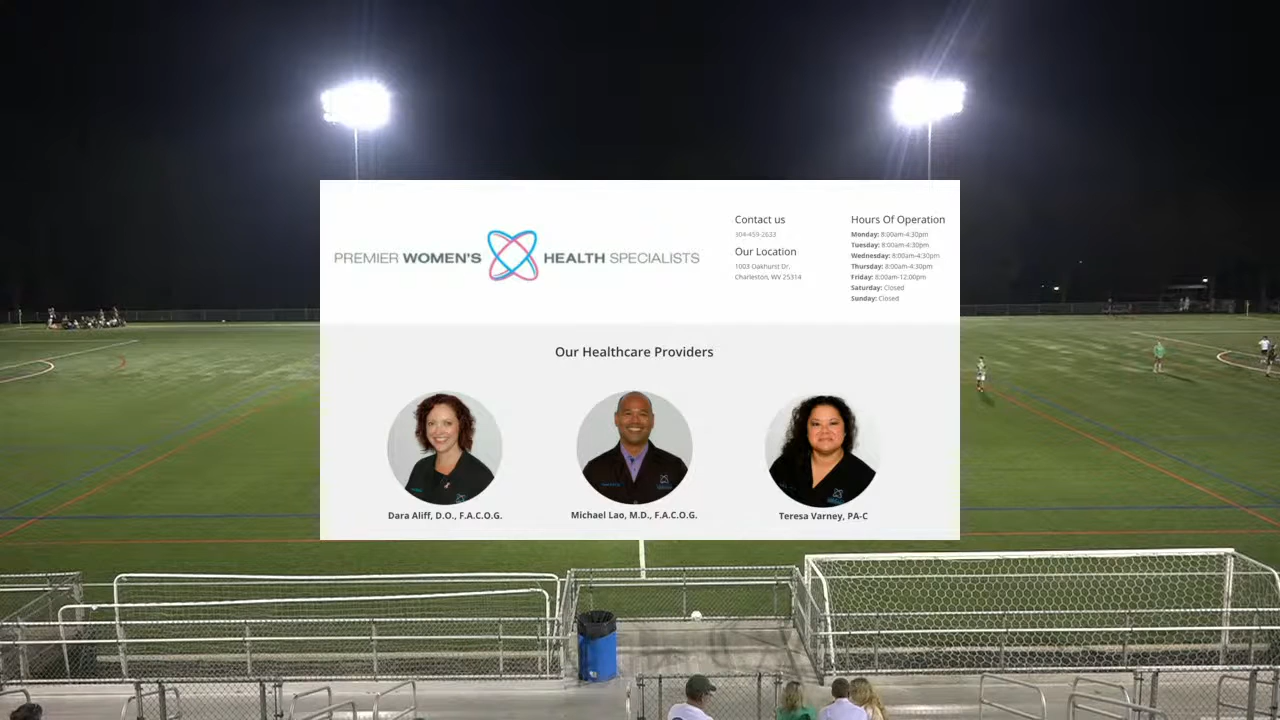 PREMIER WOMEN'S HEALTH SPECIALISTS
Contact us
304-459-2633
Our Location
1003 Oakhurst Dr.
Charleston, WV 25314
Hours Of Operation
Monday: 8:00am-4:30pm
Tuesday: 8:00am-4:30pm
Wednesday: 8:00am-4:30pm
Thursday: 8:00am-4:30pm
Friday: 8:00am-12:00pm
Saturday: Closed
Sunday: Closed
Our Healthcare Providers
Dara Aliff, D.O., F.A.C.O.G.
Michael Lao, M.D., F.A.C.O.G.
Teresa Varney, PA-C